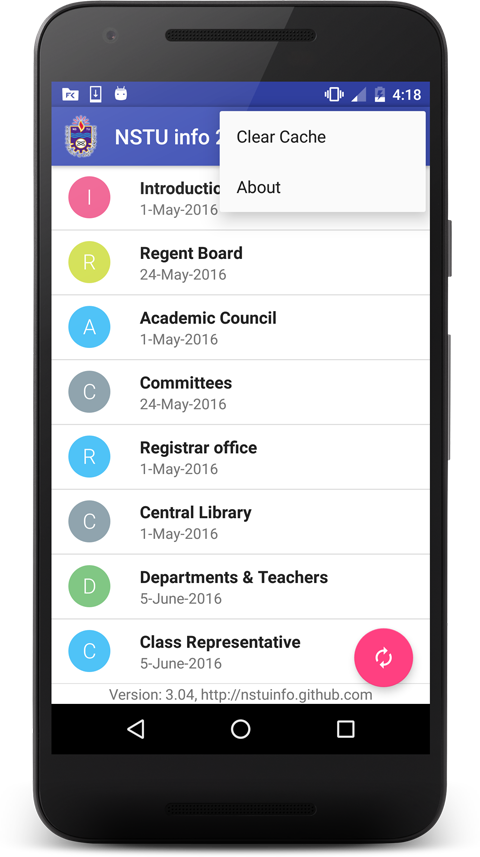 4:18
NSTU info 2
Clear Cache
About
I
Introductio
1-May-2016
R
Regent Board
24-May-2016
A
Academic Council
1-May-2016
C
Committees
24-May-2016
R
Registrar office
1-May-2016
C
Central Library
1-May-2016
D
Departments & Teachers
5-June-2016
C
Class Representative
5-June-2016
Version: 3.04, http://nstuinfo.github.com